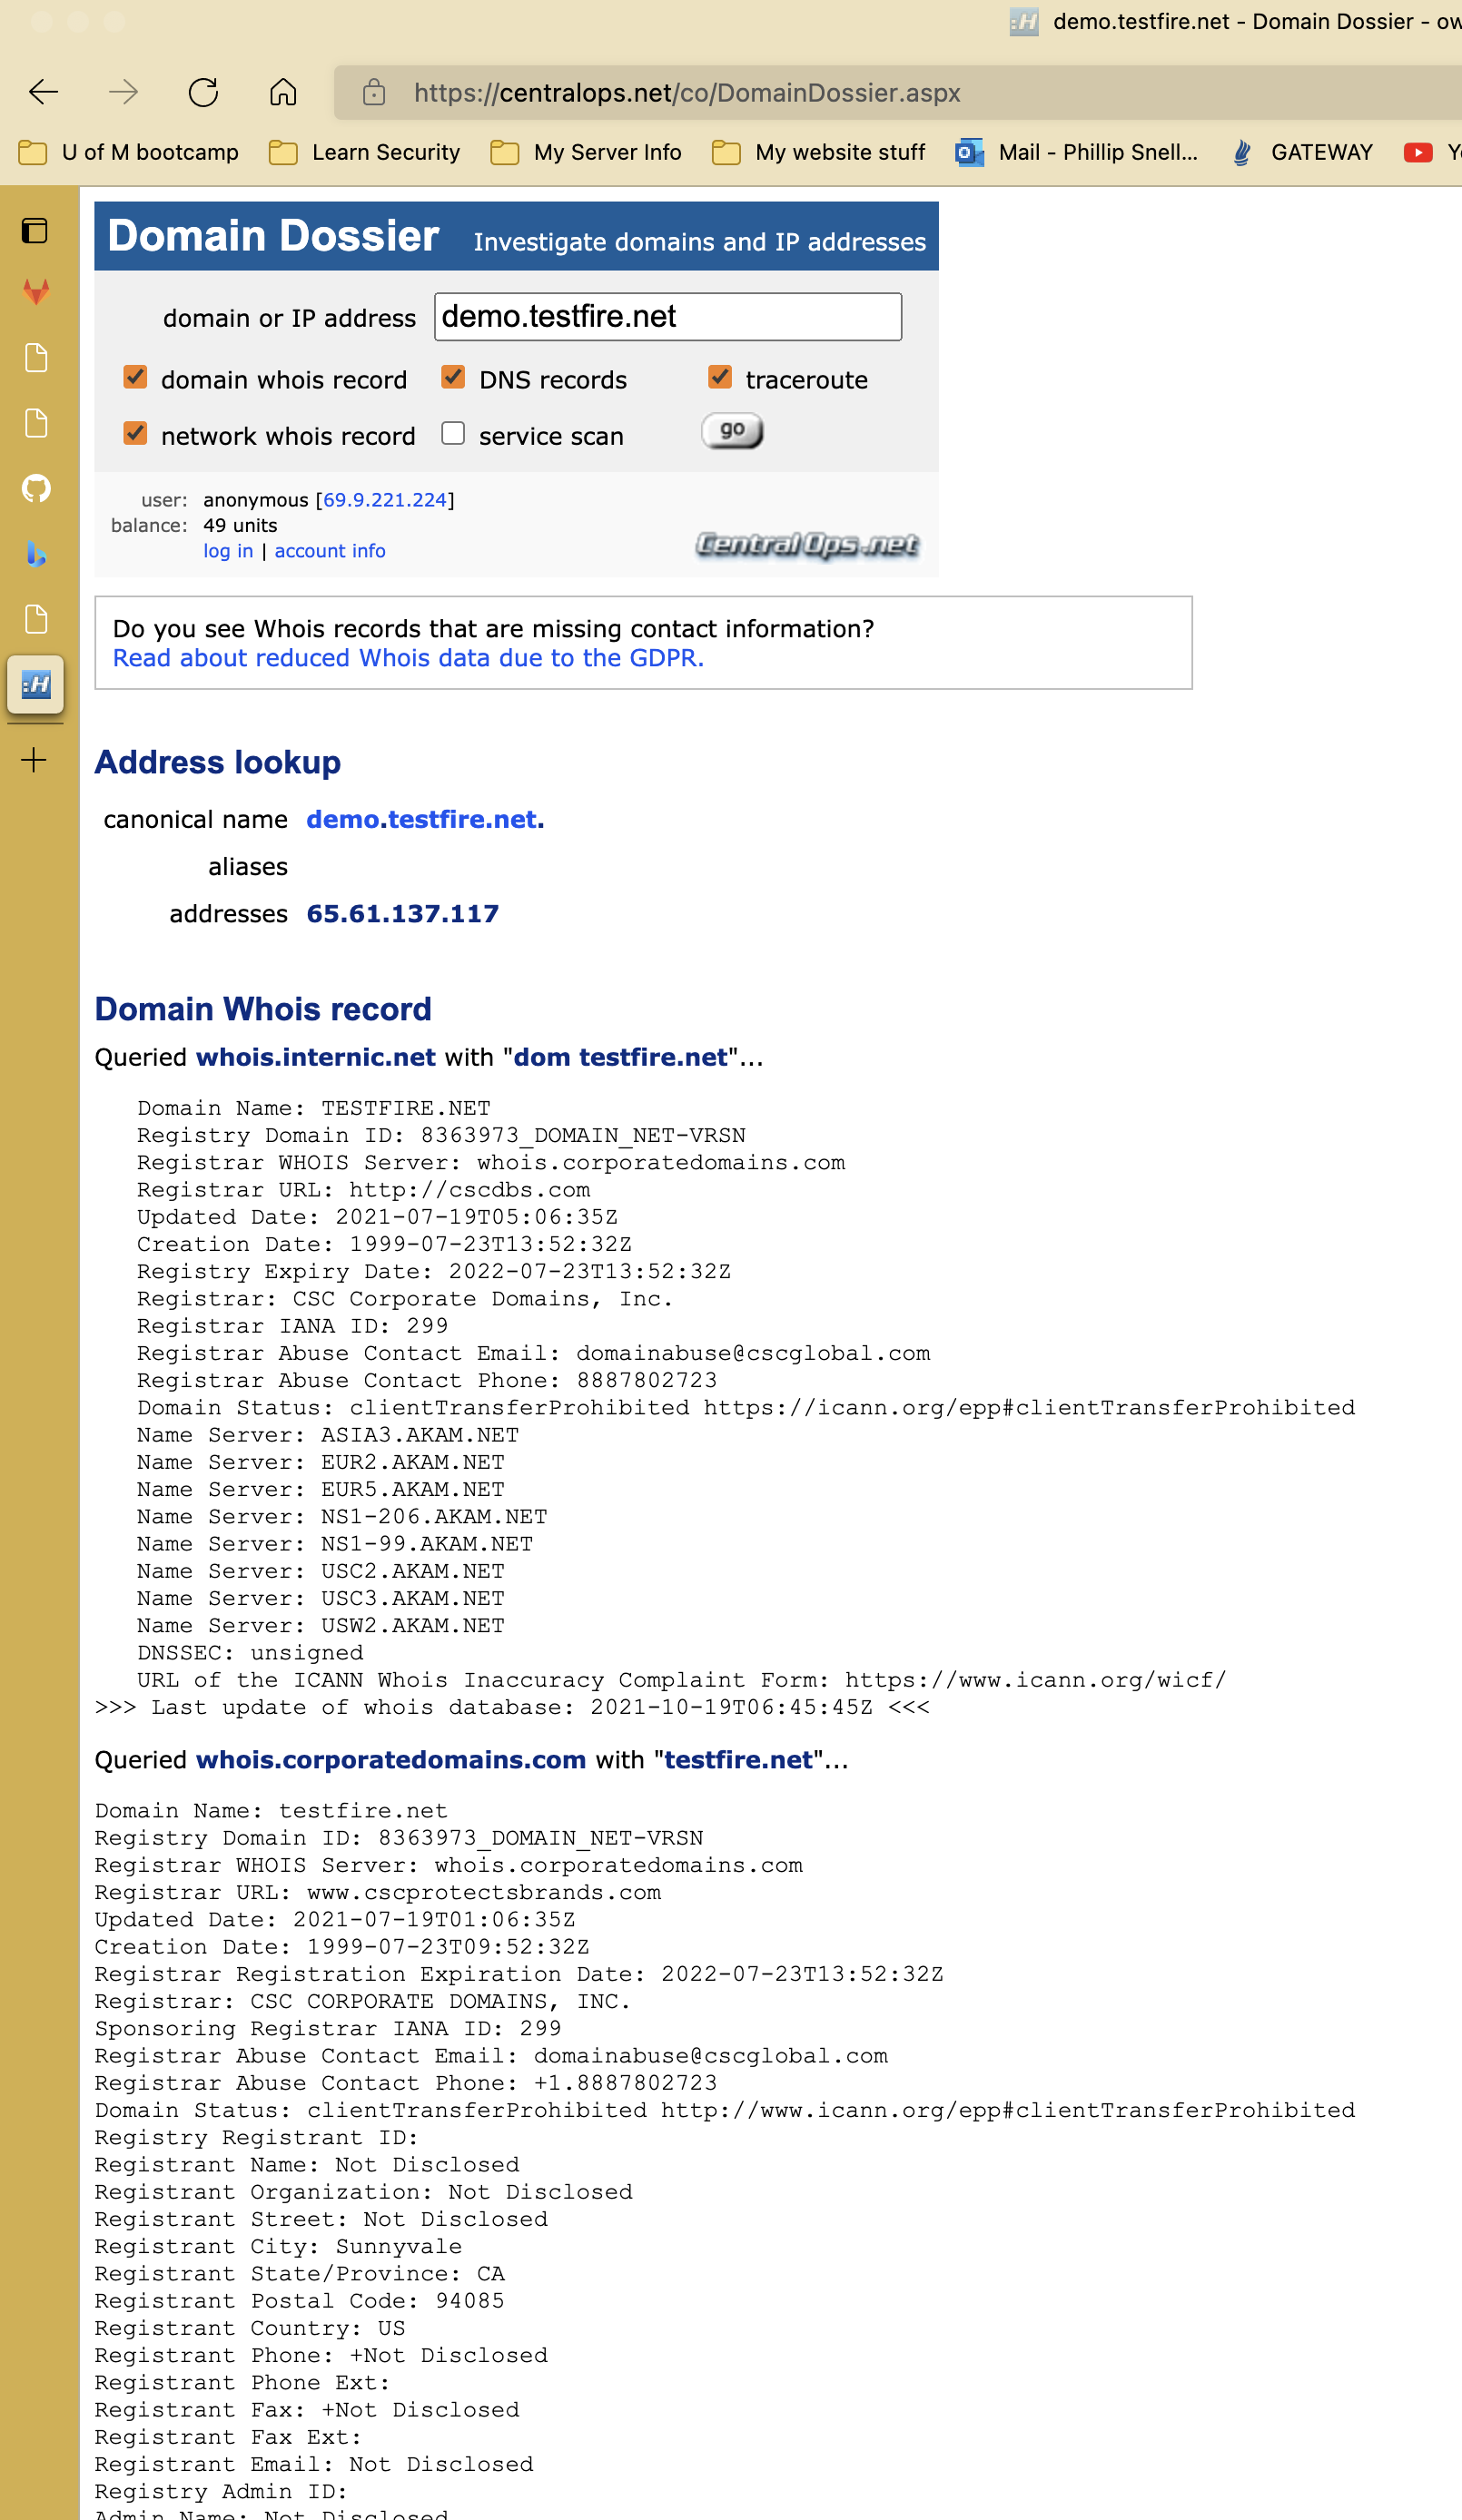 demo.testfire.net - Domain Dossier - ow
https://centralops.net/co/DomainDossier.aspx
U of M bootcamp Learn Security My Server Info My website stuff Mail - Phillip Snell... GATEWAY
Domain Dossier Investigate domains and IP addresses
domain or IP address demo.testfire.net
domain whois record DNS records traceroute
network whois record service scan go
user: anonymous [69.9.221.224]
balance: 49 units
log in | account info
CentralOps.net
Do you see Whois records that are missing contact information?
Read about reduced Whois data due to the GDPR.
Address lookup
canonical name demo.testfire.net.
aliases
addresses 65.61.137.117
Domain Whois record
Queried whois.internic.net with "dom testfire.net"...
Domain Name: TESTFIRE.NET
Registry Domain ID: 8363973_DOMAIN_NET-VRSN
Registrar WHOIS Server: whois.corporatedomains.com
Registrar URL: http://cscdbs.com
Updated Date: 2021-07-19T05:06:35Z
Creation Date: 1999-07-23T13:52:32Z
Registry Expiry Date: 2022-07-23T13:52:32Z
Registrar: CSC Corporate Domains, Inc.
Registrar IANA ID: 299
Registrar Abuse Contact Email: domainabuse@cscglobal.com
Registrar Abuse Contact Phone: 8887802723
Domain Status: clientTransferProhibited https://icann.org/epp#clientTransferProhibited
Name Server: ASIA3.AKAM.NET
Name Server: EUR2.AKAM.NET
Name Server: EUR5.AKAM.NET
Name Server: NS1-206.AKAM.NET
Name Server: NS1-99.AKAM.NET
Name Server: USC2.AKAM.NET
Name Server: USC3.AKAM.NET
Name Server: USW2.AKAM.NET
DNSSEC: unsigned
URL of the ICANN Whois Inaccuracy Complaint Form: https://www.icann.org/wicf/
>>> Last update of whois database: 2021-10-19T06:45:45Z <<<
Queried whois.corporatedomains.com with "testfire.net"...
Domain Name: testfire.net
Registry Domain ID: 8363973_DOMAIN_NET-VRSN
Registrar WHOIS Server: whois.corporatedomains.com
Registrar URL: www.cscprotectsbrands.com
Updated Date: 2021-07-19T01:06:35Z
Creation Date: 1999-07-23T09:52:32Z
Registrar Registration Expiration Date: 2022-07-23T13:52:32Z
Registrar: CSC CORPORATE DOMAINS, INC.
Sponsoring Registrar IANA ID: 299
Registrar Abuse Contact Email: domainabuse@cscglobal.com
Registrar Abuse Contact Phone: +1.8887802723
Domain Status: clientTransferProhibited http://www.icann.org/epp#clientTransferProhibited
Registry Registrant ID:
Registrant Name: Not Disclosed
Registrant Organization: Not Disclosed
Registrant Street: Not Disclosed
Registrant City: Sunnyvale
Registrant State/Province: CA
Registrant Postal Code: 94085
Registrant Country: US
Registrant Phone: +Not Disclosed
Registrant Phone Ext:
Registrant Fax: +Not Disclosed
Registrant Fax Ext:
Registrant Email: Not Disclosed
Registry Admin ID:
Admin Name: Not Disclosed